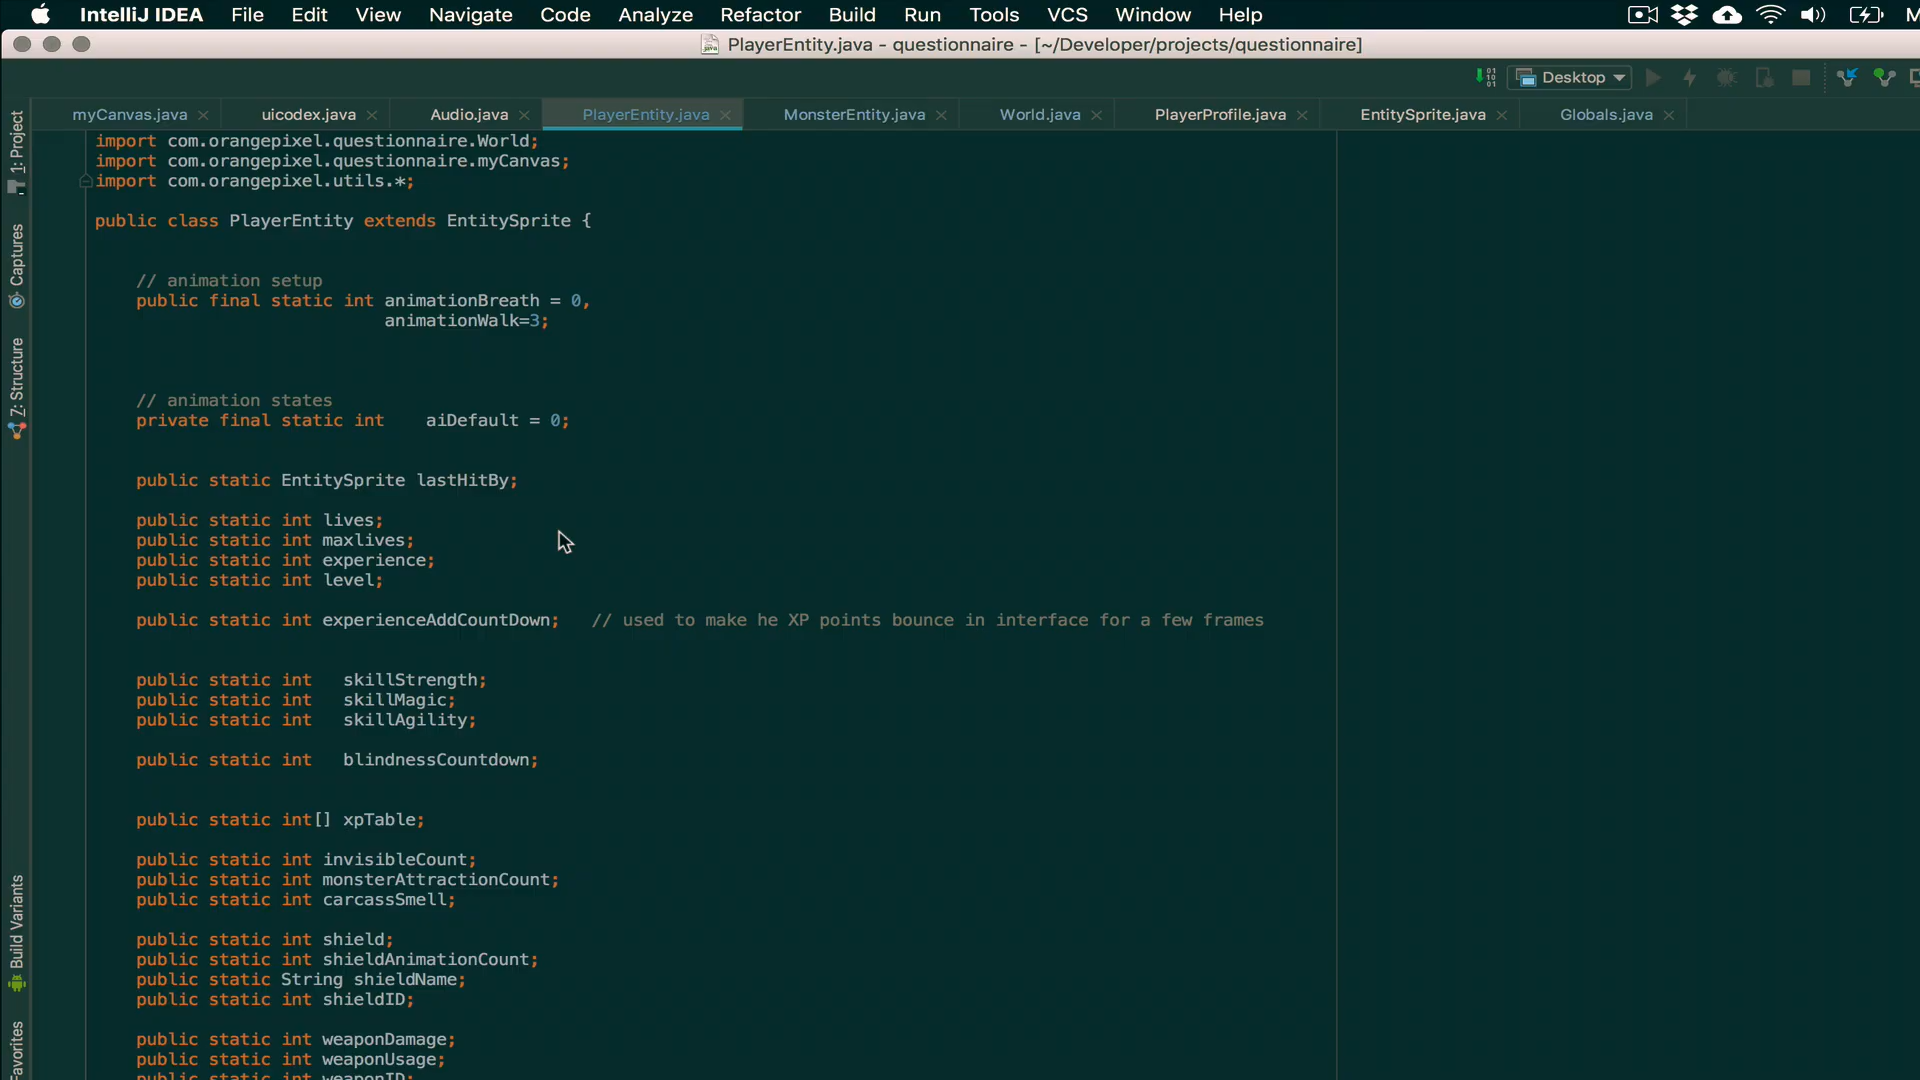 IntelliJ IDEA File Edit View Navigate Code Analyze Refactor Build Run Tools VCS Window Help
PlayerEntity.java - questionnaire - [~/Developer/projects/questionnaire]
Desktop
myCanvas.java uicodex.java Audio.java PlayerEntity.java MonsterEntity.java World.java PlayerProfile.java EntitySprite.java Globals.java
1: Project
Captures
Z: Structure
Build Variants
Favorites
import com.orangepixel.questionnaire.World;
import com.orangepixel.questionnaire.myCanvas;
import com.orangepixel.utils.*;
public class PlayerEntity extends EntitySprite {
// animation setup
public final static int animationBreath = 0,
animationWalk=3;
// animation states
private final static int aiDefault = 0;
public static EntitySprite lastHitBy;
public static int lives;
public static int maxlives;
public static int experience;
public static int level;
public static int experienceAddCountDown; // used to make he XP points bounce in interface for a few frames
public static int skillStrength;
public static int skillMagic;
public static int skillAgility;
public static int blindnessCountdown;
public static int[] xpTable;
public static int invisibleCount;
public static int monsterAttractionCount;
public static int carcassSmell;
public static int shield;
public static int shieldAnimationCount;
public static String shieldName;
public static int shieldID;
public static int weaponDamage;
public static int weaponUsage;
public static int weaponID;